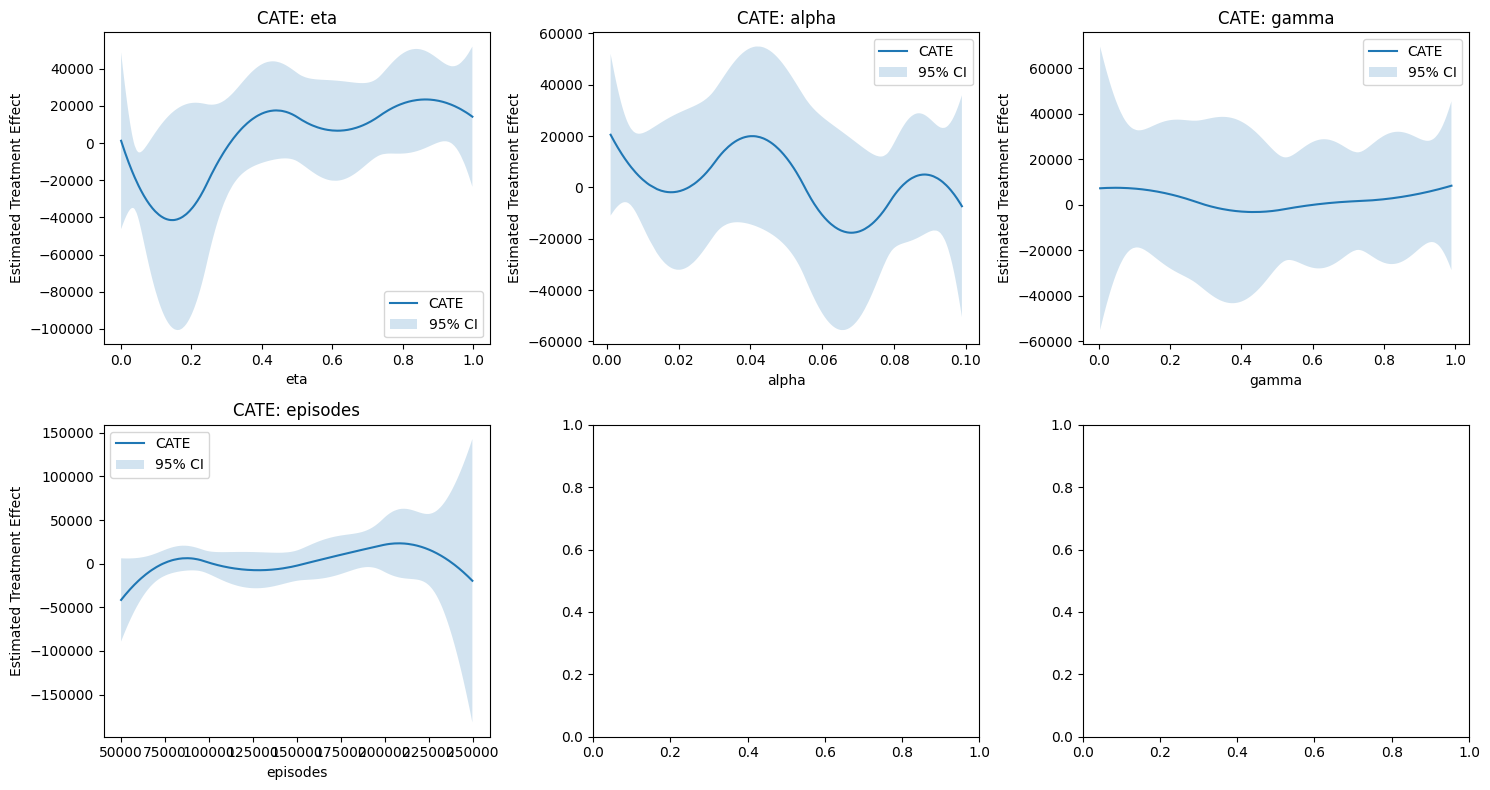 CATE: eta
Estimated Treatment Effect
40000
20000
0
−20000
−40000
−60000
−80000
−100000
CATE
95% CI
0.0 0.2 0.4 0.6 0.8 1.0
eta
CATE: alpha
Estimated Treatment Effect
60000
40000
20000
0
−20000
−40000
−60000
CATE
95% CI
0.00 0.02 0.04 0.06 0.08 0.10
alpha
CATE: gamma
Estimated Treatment Effect
60000
40000
20000
0
−20000
−40000
−60000
CATE
95% CI
0.0 0.2 0.4 0.6 0.8 1.0
gamma
CATE: episodes
Estimated Treatment Effect
150000
100000
50000
0
−50000
−100000
−150000
CATE
95% CI
50000 75000 100000 125000 150000 175000 200000 225000 250000
episodes
1.0
0.8
0.6
0.4
0.2
0.0
0.0 0.2 0.4 0.6 0.8 1.0
1.0
0.8
0.6
0.4
0.2
0.0
0.0 0.2 0.4 0.6 0.8 1.0